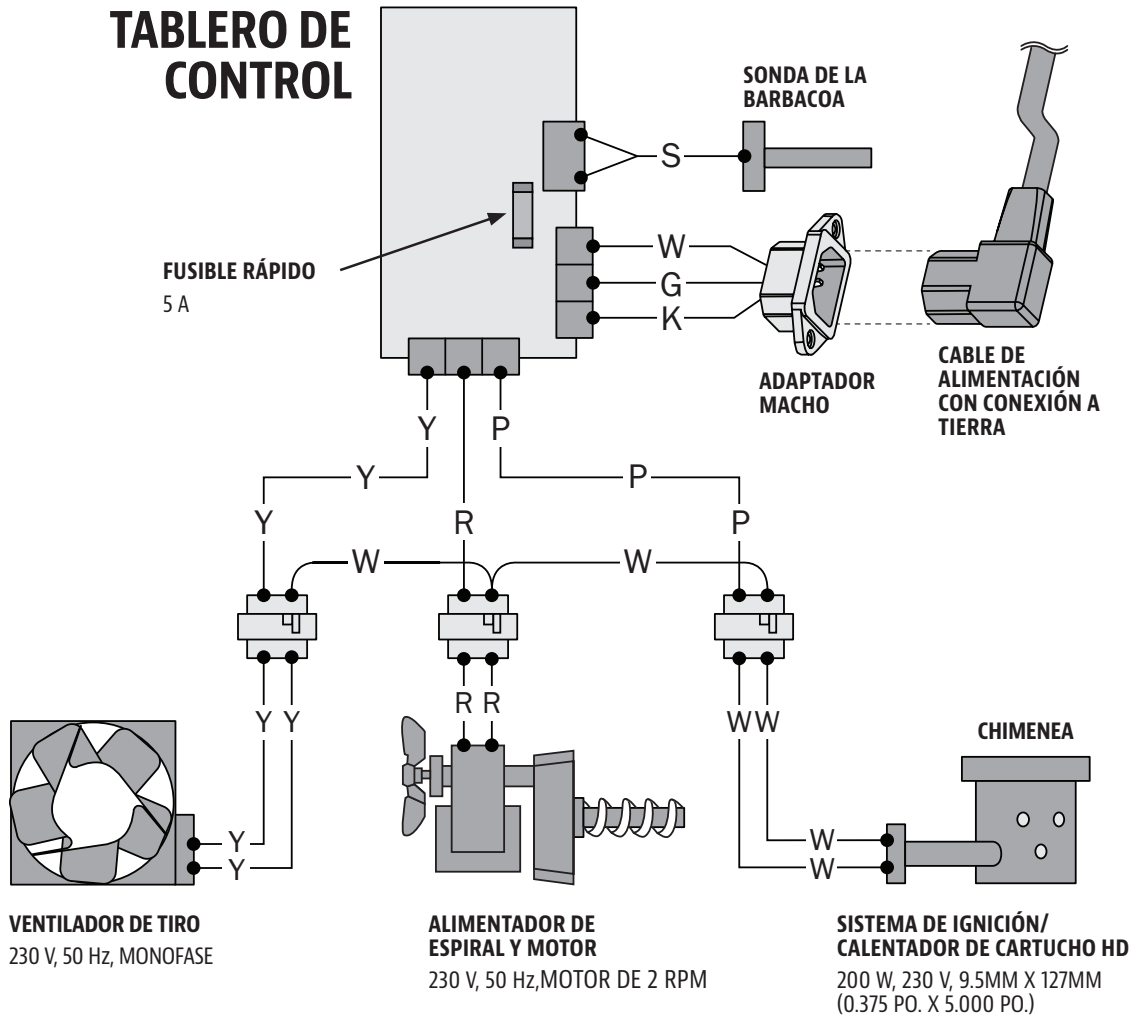 TABLERO DE
CONTROL
SONDA DE LA
BARBACOA
S
FUSIBLE RÁPIDO
5 A
W
G
K
ADAPTADOR
MACHO
CABLE DE
ALIMENTACIÓN
CON CONEXIÓN A
TIERRA
Y
P
Y
P
Y
R
P
W
W
R R
Y Y
WW
CHIMENEA
Y
Y
W
W
VENTILADOR DE TIRO
230 V, 50 Hz, MONOFASE
ALIMENTADOR DE
ESPIRAL Y MOTOR
230 V, 50 Hz,MOTOR DE 2 RPM
SISTEMA DE IGNICIÓN/
CALENTADOR DE CARTUCHO HD
200 W, 230 V, 9.5MM X 127MM
(0.375 PO. X 5.000 PO.)